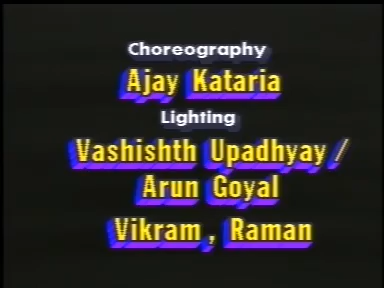 Choreography
Ajay Kataria
Lighting
Vashishth Upadhyay /
Arun Goyal
Vikram , Raman